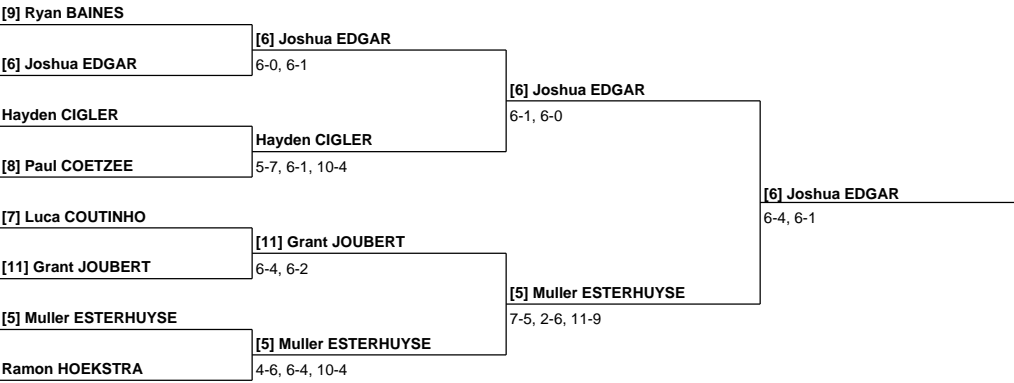 [9] Ryan BAINES
[6] Joshua EDGAR
6-0, 6-1
[6] Joshua EDGAR
[6] Joshua EDGAR
6-1, 6-0
Hayden CIGLER
Hayden CIGLER
5-7, 6-1, 10-4
[8] Paul COETZEE
[6] Joshua EDGAR
6-4, 6-1
[7] Luca COUTINHO
[11] Grant JOUBERT
6-4, 6-2
[11] Grant JOUBERT
[5] Muller ESTERHUYSE
7-5, 2-6, 11-9
[5] Muller ESTERHUYSE
[5] Muller ESTERHUYSE
4-6, 6-4, 10-4
Ramon HOEKSTRA